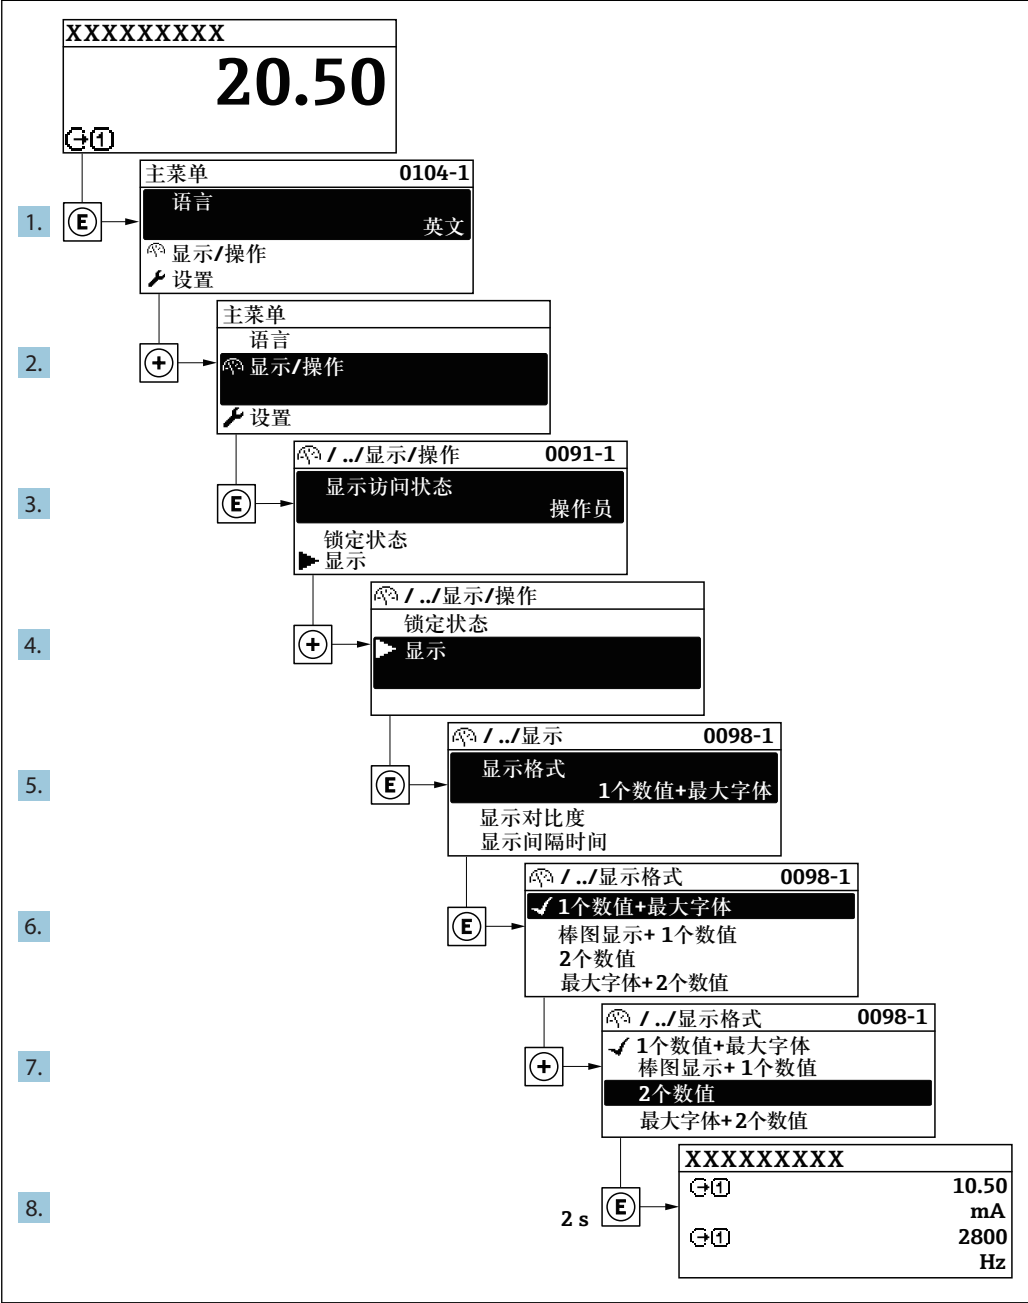 XXXXXXXXX
20.50
1
主菜单 0104-1
语言
英文
1. E
显示/操作
设置
主菜单
语言
2. + 显示/操作
设置
/ ../显示/操作 0091-1
显示访问状态
3. E 操作员
锁定状态
显示
/ ../显示/操作
锁定状态
4. + 显示
/ ../显示 0098-1
显示格式
5. E 1个数值+最大字体
显示对比度
显示间隔时间
/ ../显示格式 0098-1
1个数值+最大字体
6. E 棒图显示+ 1个数值
2个数值
最大字体+2个数值
/ ../显示格式 0098-1
1个数值+最大字体
7. + 棒图显示+ 1个数值
2个数值
最大字体+2个数值
XXXXXXXXX
1 10.50
8. 2 s E mA
1 2800
Hz